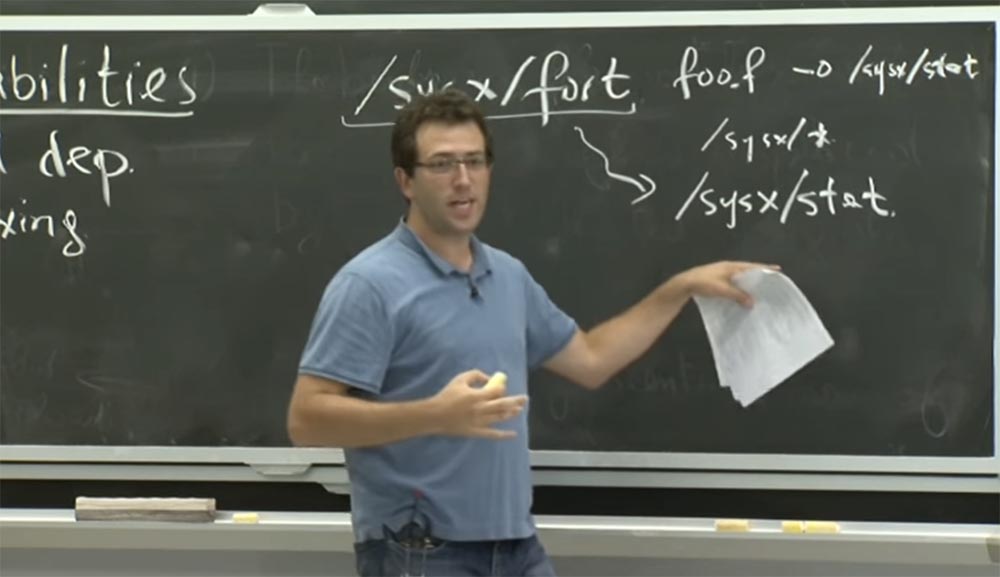 abilities
dep.
xing
/sysx/fort foo.f → /sysx/stat
/sysx/*
/sysx/stat.